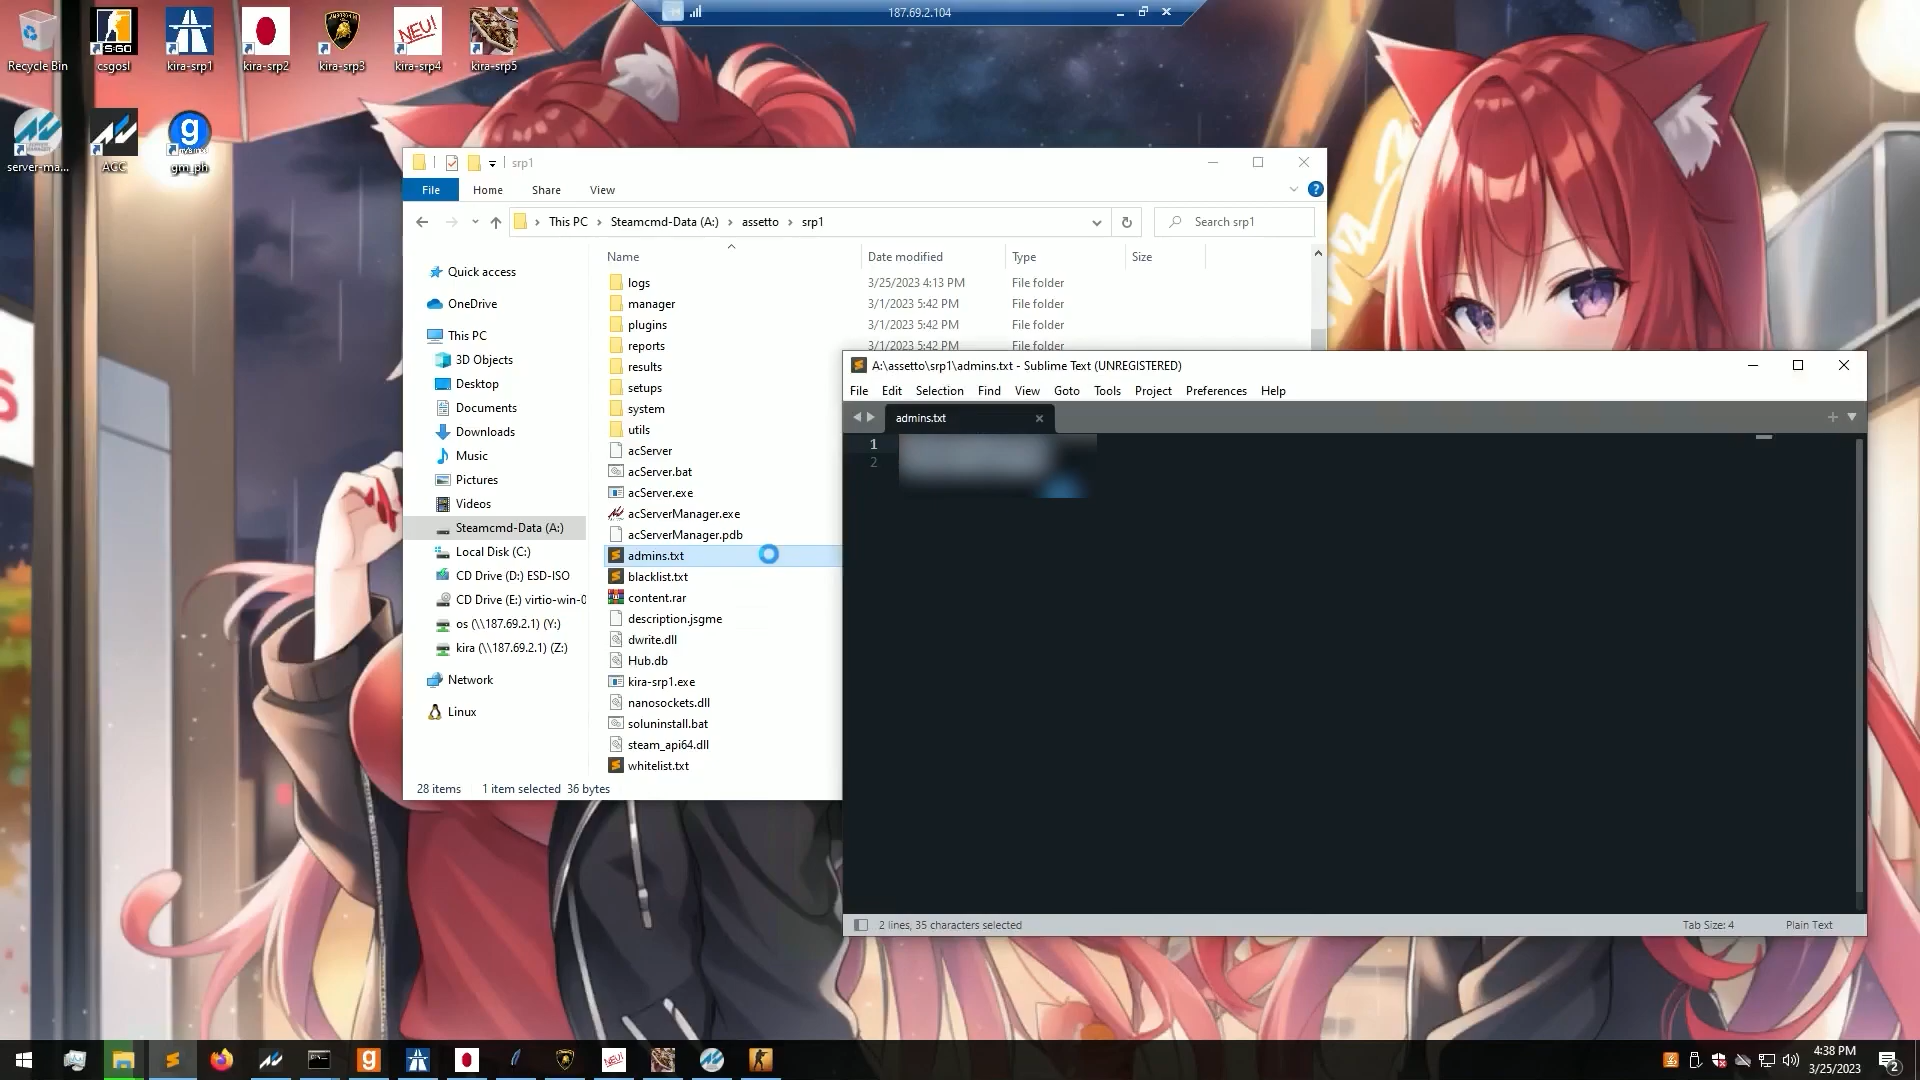 187.69.2.104
Recycle Bin
csgosl
kira-srp1
kira-srp2
kira-srp3
kira-srp4
kira-srp5
server-ma...
ACC
gm_ph
srp1
File
Home
Share
View
This PC
Steamcmd-Data (A:)
assetto
srp1
Search srp1
Name
Date modified
Type
Size
Quick access
OneDrive
This PC
3D Objects
Desktop
Documents
Downloads
Music
Pictures
Videos
Steamcmd-Data (A:)
Local Disk (C:)
CD Drive (D:) ESD-ISO
CD Drive (E:) virtio-win-0
os (\\187.69.2.1) (Y:)
kira (\\187.69.2.1) (Z:)
Network
Linux
logs 3/25/2023 4:13 PM File folder
manager 3/1/2023 5:42 PM File folder
plugins 3/1/2023 5:42 PM File folder
reports 3/1/2023 5:42 PM File folder
results
setups
system
utils
acServer
acServer.bat
acServer.exe
acServerManager.exe
acServerManager.pdb
admins.txt
blacklist.txt
content.rar
description.jsgme
dwrite.dll
Hub.db
kira-srp1.exe
nanosockets.dll
soluninstall.bat
steam_api64.dll
whitelist.txt
28 items
1 item selected 36 bytes
A:\assetto\srp1\admins.txt - Sublime Text (UNREGISTERED)
File Edit Selection Find View Goto Tools Project Preferences Help
admins.txt
1
2
2 lines, 35 characters selected
Tab Size: 4
Plain Text
4:38 PM
3/25/2023
2